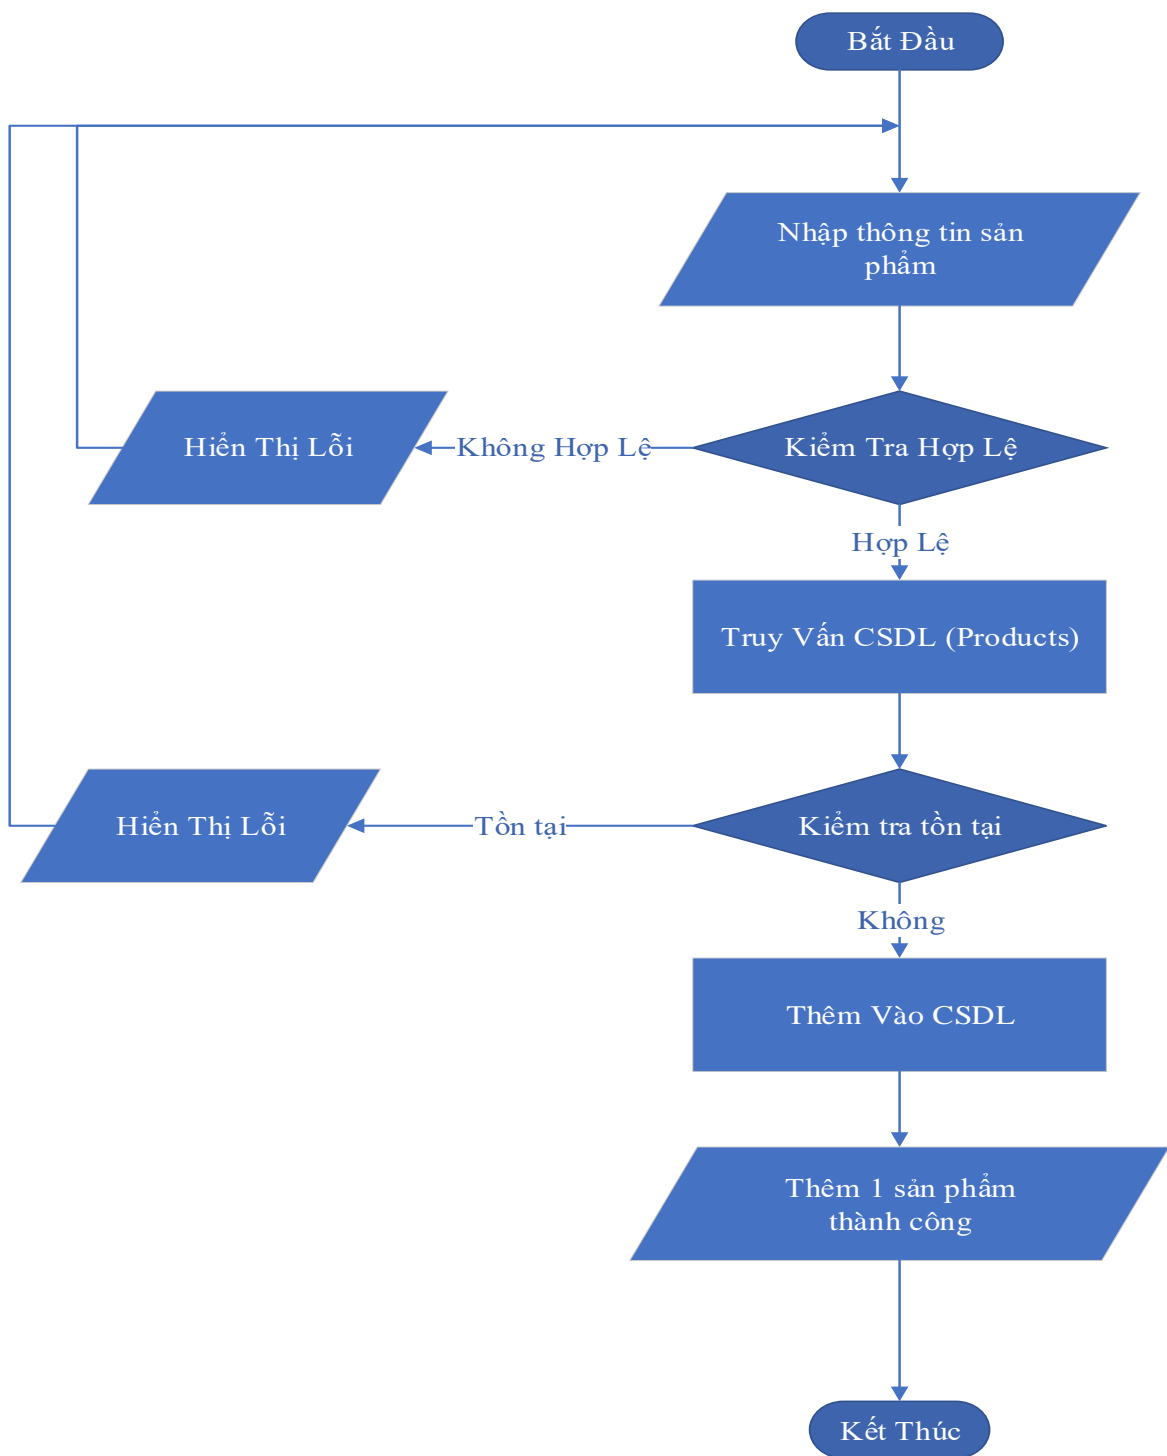 Bắt Đầu
Nhập thông tin sản
phẩm
Hiển Thị Lỗi
Không Hợp Lệ
Kiểm Tra Hợp Lệ
Hợp Lệ
Truy Vấn CSDL (Products)
Hiển Thị Lỗi
Tồn tại
Kiểm tra tồn tại
Không
Thêm Vào CSDL
Thêm 1 sản phẩm
thành công
Kết Thúc